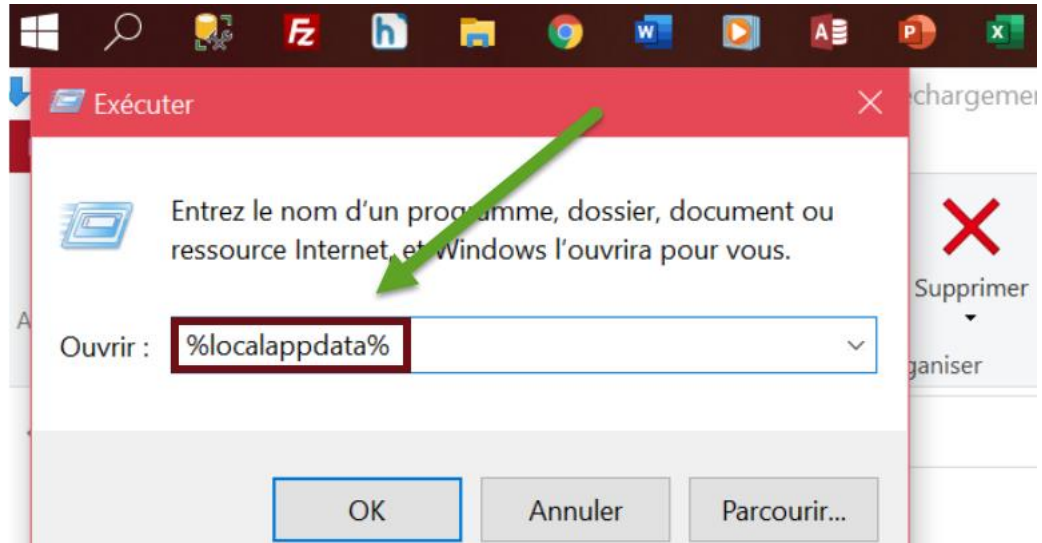 Fz
h
W
A
P
X
Exécuter
Entrez le nom d'un programme, dossier, document ou
ressource Internet, et Windows l'ouvrira pour vous.
Supprimer
Ouvrir :
%localappdata%
OK
Annuler
Parcourir...